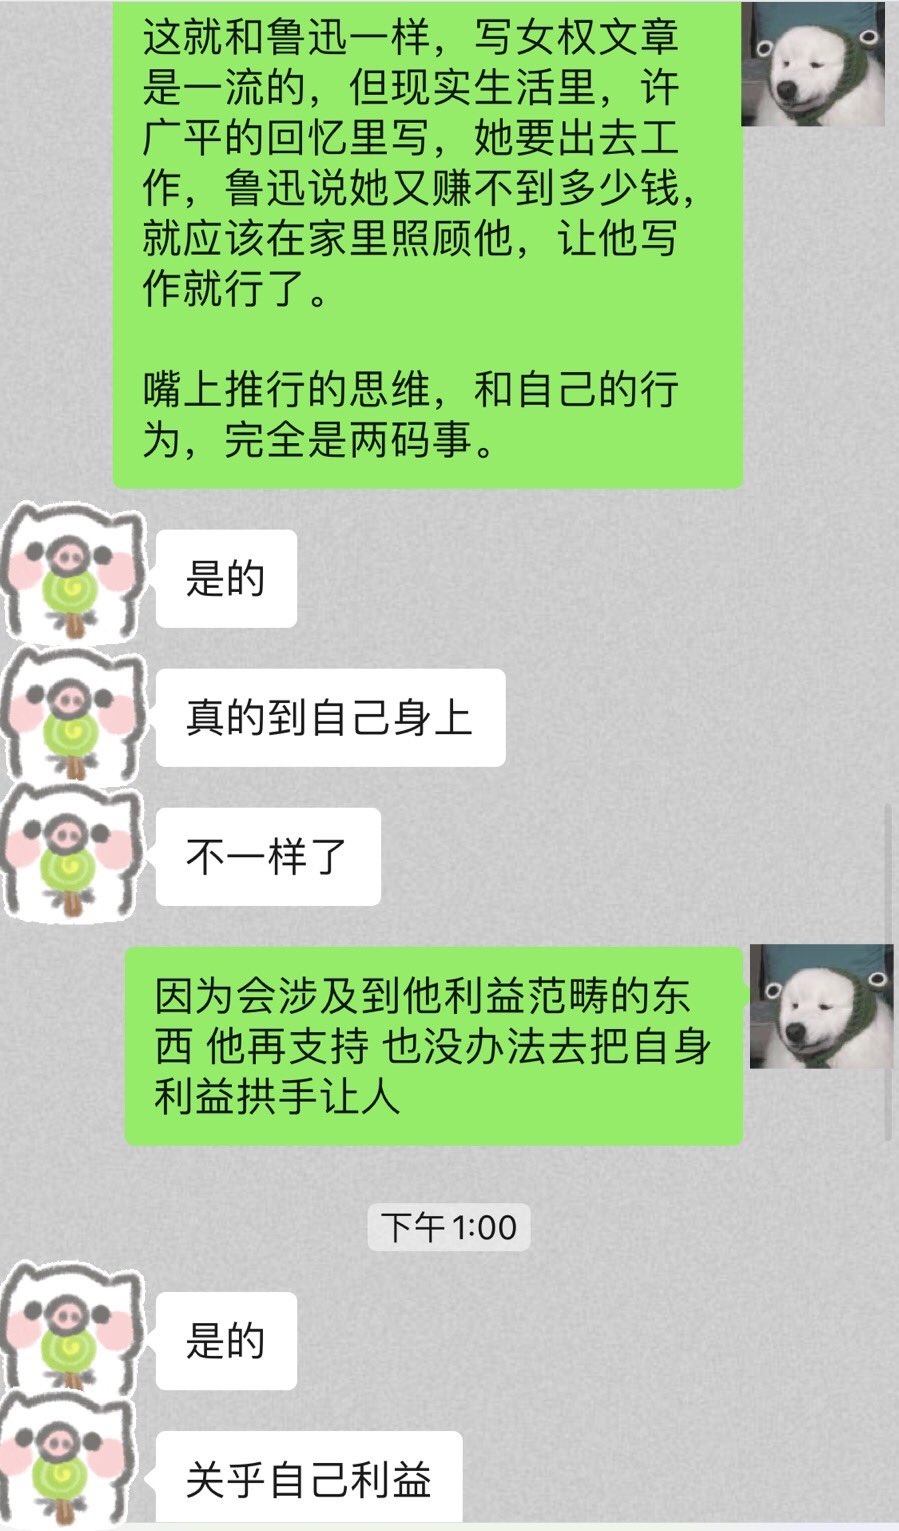 这就和鲁迅一样，写女权文章
是一流的，但现实生活里，许
广平的回忆里写，她要出去工
作，鲁迅说她又赚不到多少钱，
就应该在家里照顾他，让他写
作就行了。
嘴上推行的思维，和自己的行
为，完全是两码事。
是的
真的到自己身上
不一样了
因为会涉及到他利益范畴的东
西 他再支持 也没办法去把自身
利益拱手让人
下午1:00
是的
关乎自己利益